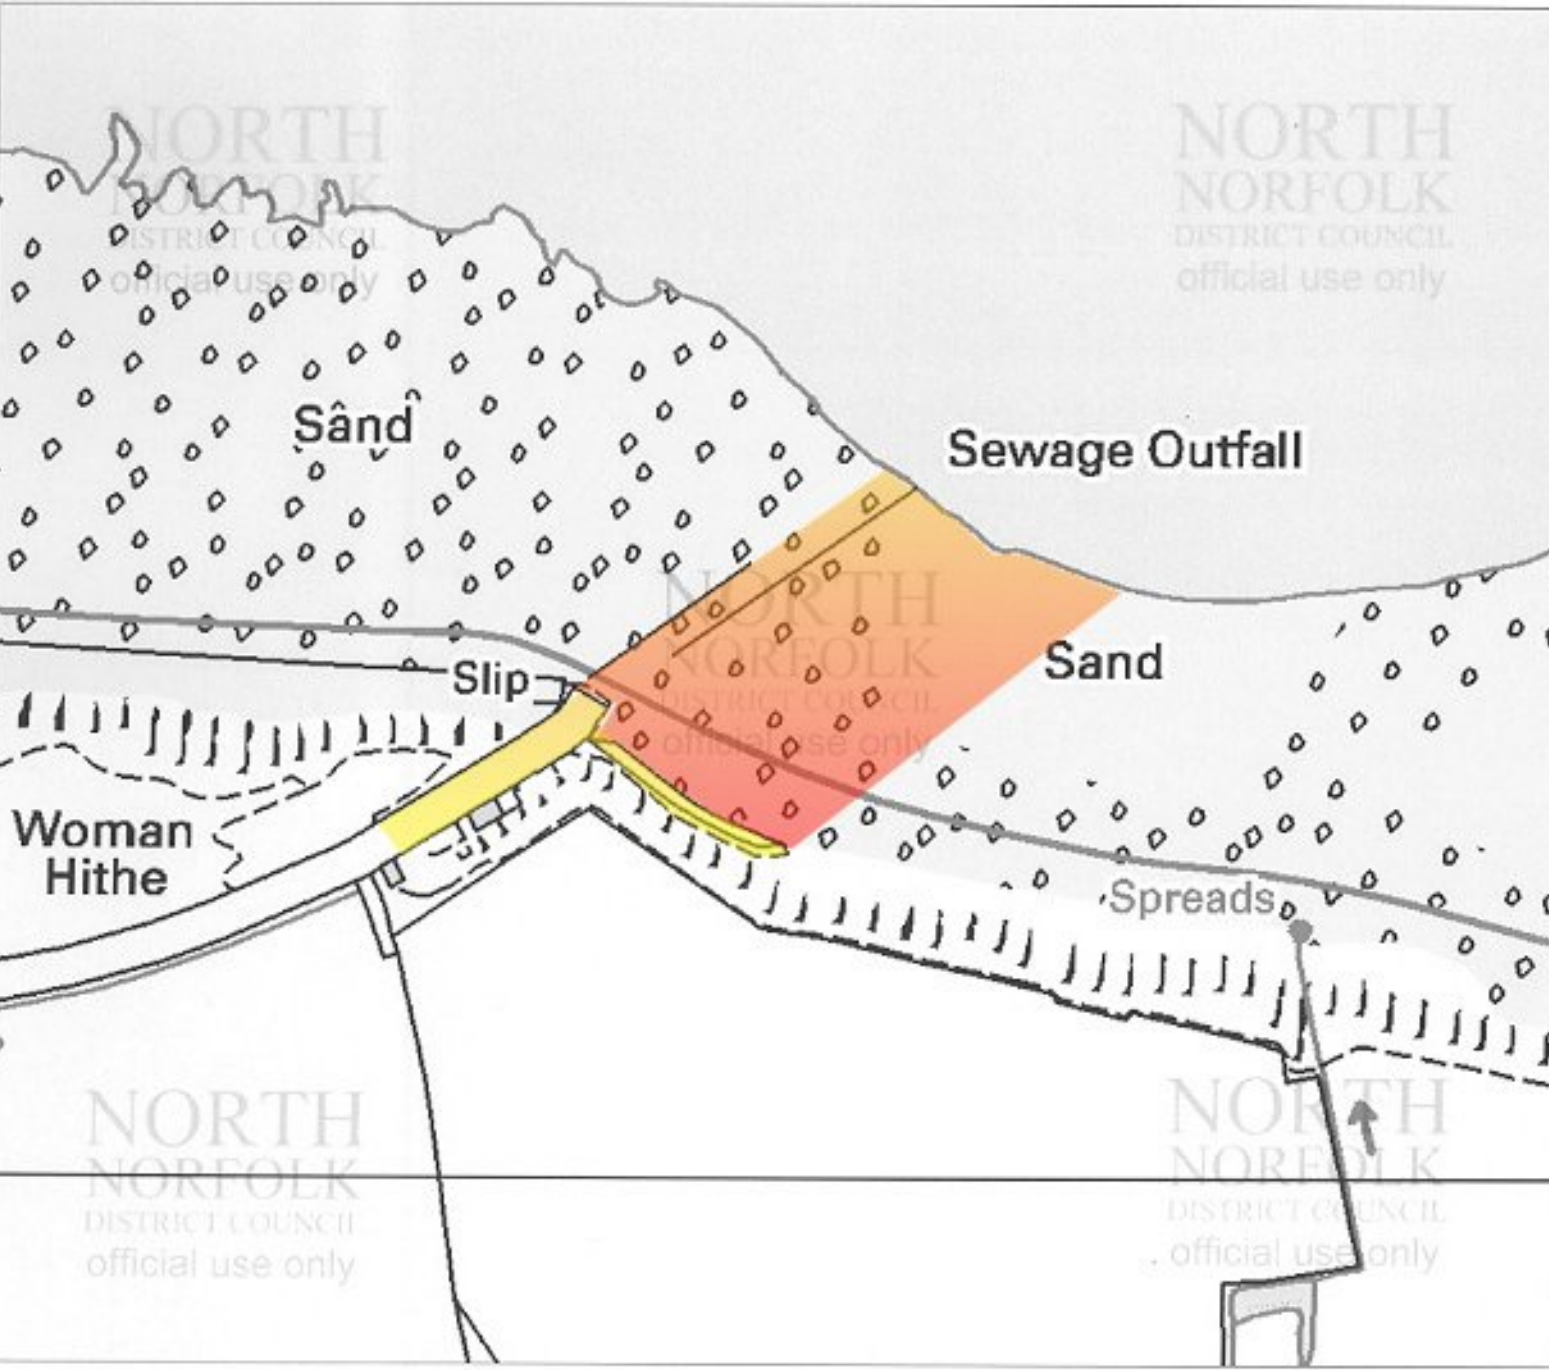 NORTH
NORFOLK
DISTRICT COUNCIL
official use only
NORTH
NORFOLK
DISTRICT COUNCIL
official use only
Sand
Sewage Outfall
NORTH
NORFOLK
DISTRICT COUNCIL
official use only
Sand
Slip
Woman
Hithe
Spreads
NORTH
NORFOLK
DISTRICT COUNCIL
official use only
NORTH
NORFOLK
DISTRICT COUNCIL
official use only